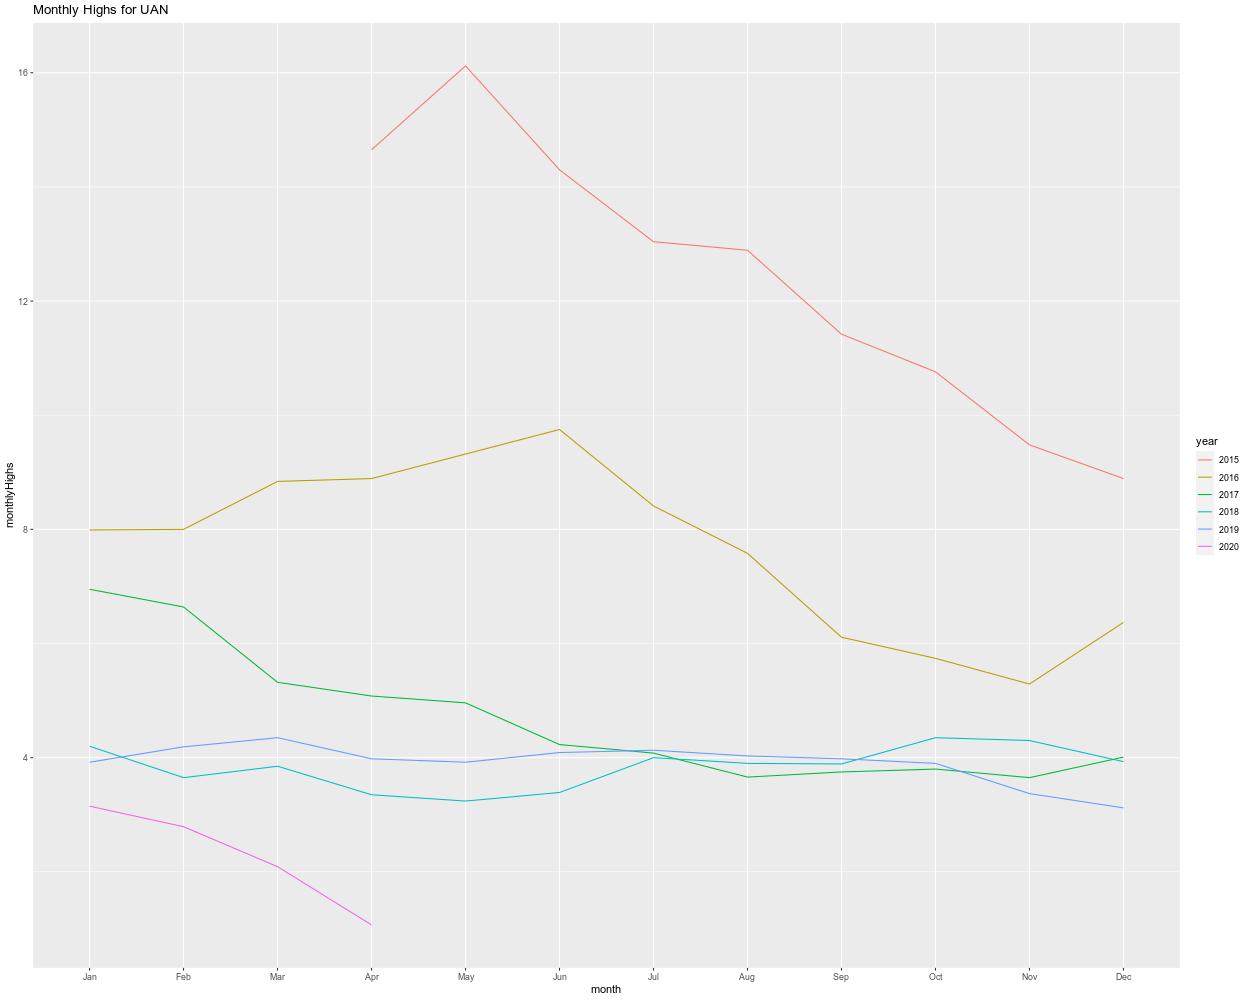 Monthly Highs for UAN
monthlyHighs
16
12
8
4
Jan Feb Mar Apr May Jun Jul Aug Sep Oct Nov Dec
month
year
2015
2016
2017
2018
2019
2020